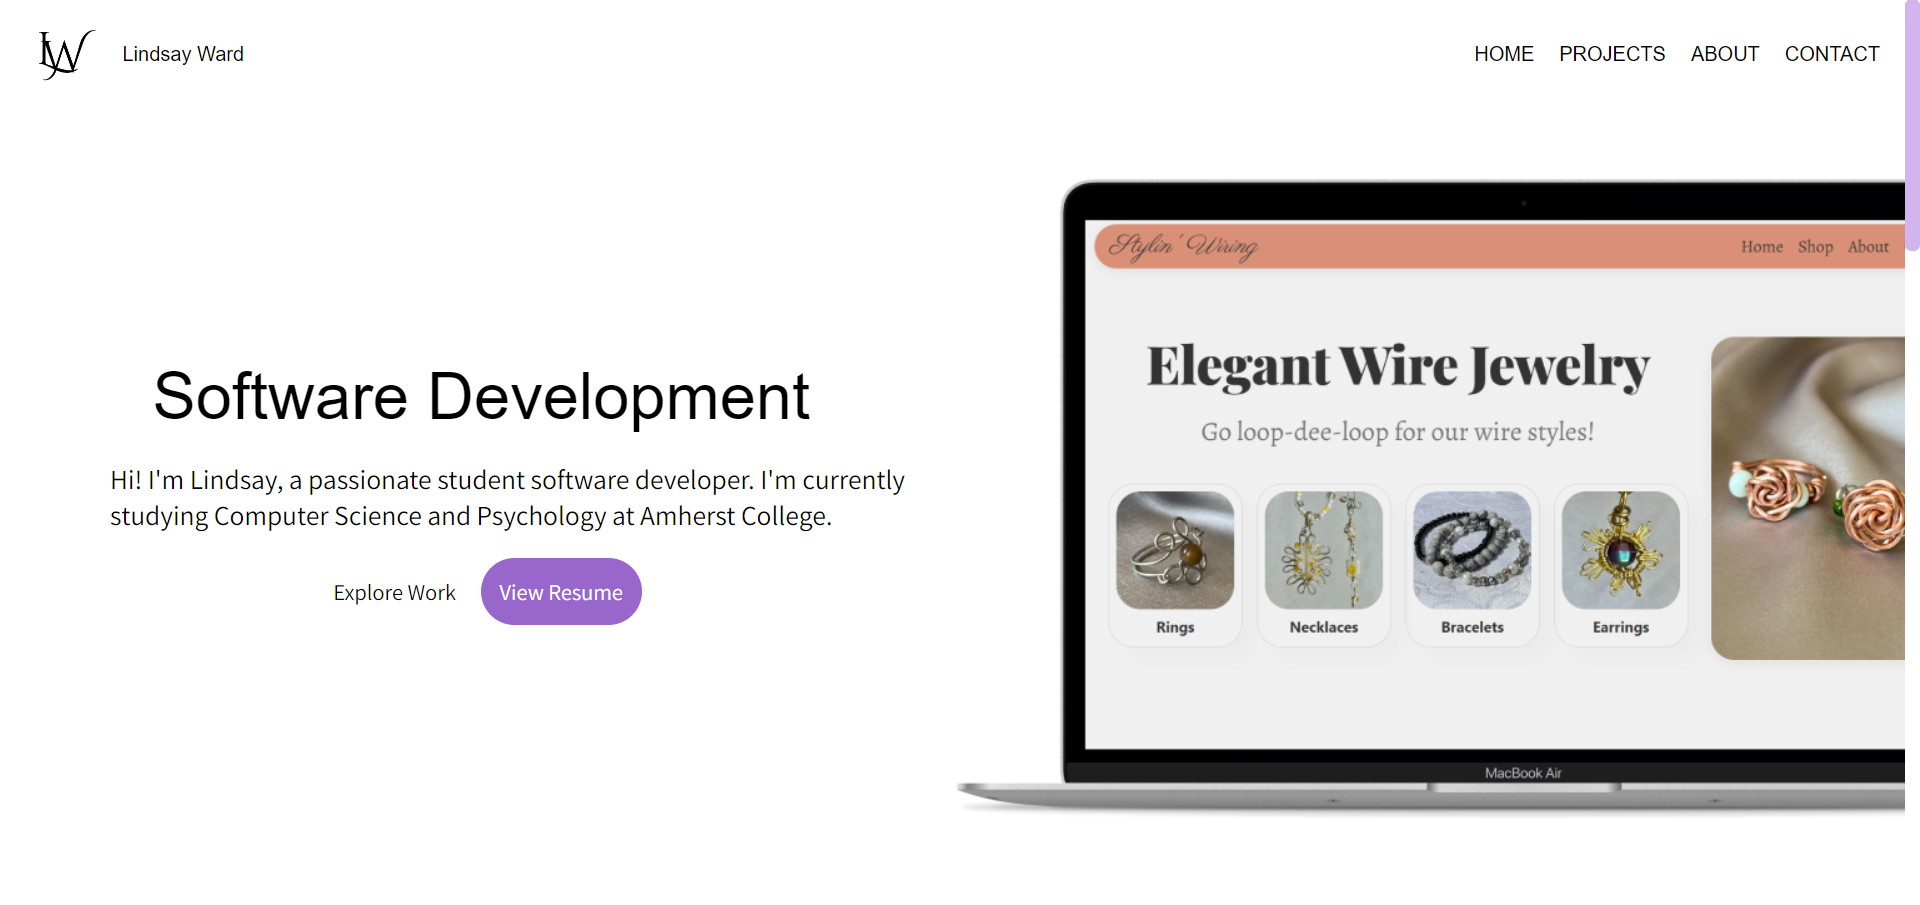 LW
Lindsay Ward
HOME PROJECTS ABOUT CONTACT
Software Development
Hi! I'm Lindsay, a passionate student software developer. I'm currently
studying Computer Science and Psychology at Amherst College.
Explore Work
View Resume
Stylin' Wiring
Home Shop About
Elegant Wire Jewelry
Go loop-dee-loop for our wire styles!
Rings
Necklaces
Bracelets
Earrings
MacBook Air